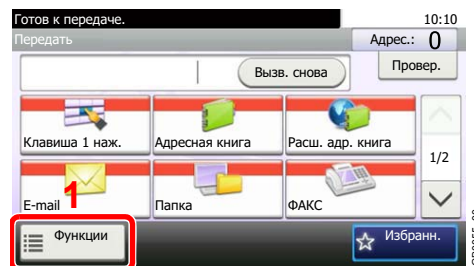 Готов к передаче. 10:10
Передать Адрес.: 0
Вызв. снова Провер.
Клавиша 1 наж. Адресная книга Расш. адр. книга
1/2
E-mail Папка ФАКС
1
Функции Избранн.